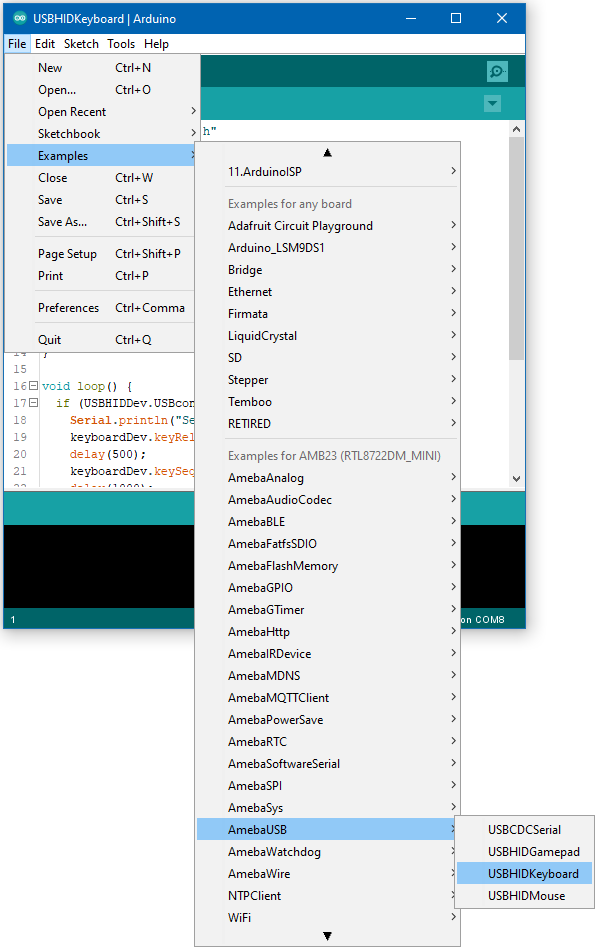 USBHIDKeyboard | Arduino
File Edit Sketch Tools Help
New Ctrl+N
Open... Ctrl+O
Open Recent
Sketchbook
Examples
Close Ctrl+W
Save Ctrl+S
Save As... Ctrl+Shift+S
Page Setup Ctrl+Shift+P
Print Ctrl+P
Preferences Ctrl+Comma
Quit Ctrl+Q
h"
11.ArduinoISP
Examples for any board
Adafruit Circuit Playground
Arduino_LSM9DS1
Bridge
Ethernet
Firmata
LiquidCrystal
SD
Stepper
Temboo
RETIRED
Examples for AMB23 (RTL8722DM_MINI)
AmebaAnalog
AmebaAudioCodec
AmebaBLE
AmebaFatfsSDIO
AmebaFlashMemory
AmebaGPIO
AmebaGTimer
AmebaHttp
AmebaIRDevice
AmebaMDNS
AmebaMQTTClient
AmebaPowerSave
AmebaRTC
AmebaSoftwareSerial
AmebaSPI
AmebaSys
AmebaUSB
AmebaWatchdog
AmebaWire
NTPClient
WiFi
USBCDCSerial
USBHIDGamepad
USBHIDKeyboard
USBHIDMouse
14 }
15
16 void loop() {
17 if (USBHIDDev.USBcon
18 Serial.println("Se
19 keyboardDev.keyRel
20 delay(500);
21 keyboardDev.keySeq
22 delay(1000);
1
on COM8